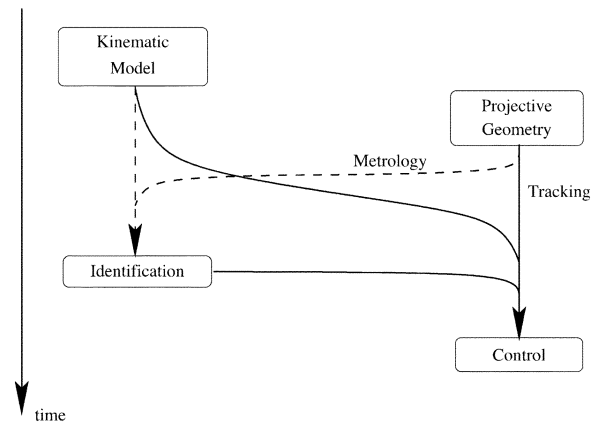 Kinematic
Model
Projective
Geometry
Metrology
Tracking
Identification
Control
time